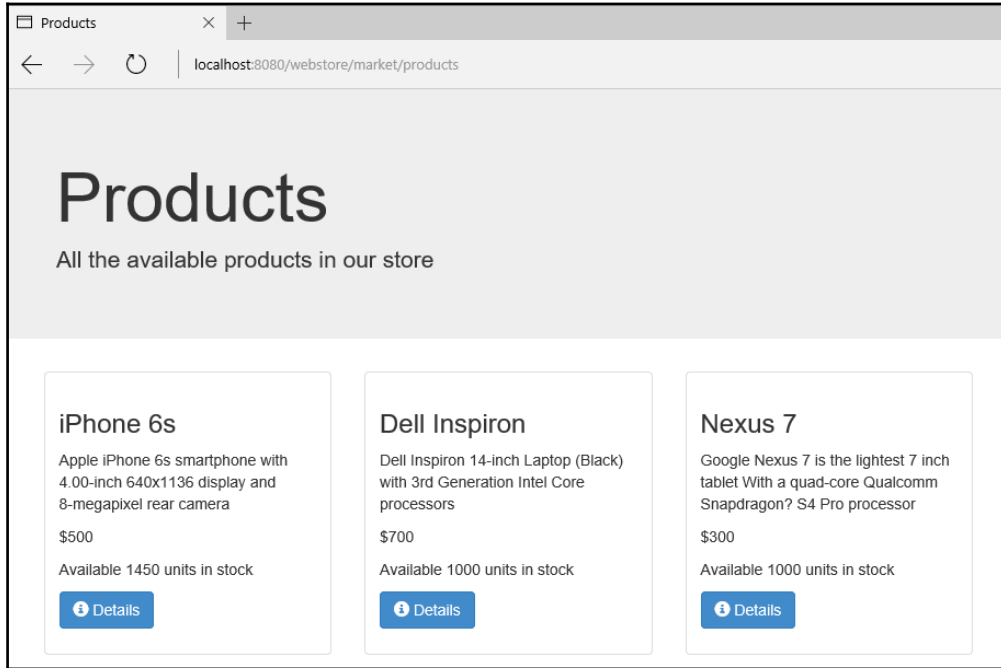 Products
localhost:8080/webstore/market/products
Products
All the available products in our store
iPhone 6s
Apple iPhone 6s smartphone with
4.00-inch 640x1136 display and
8-megapixel rear camera
$500
Available 1450 units in stock
Details
Dell Inspiron
Dell Inspiron 14-inch Laptop (Black)
with 3rd Generation Intel Core
processors
$700
Available 1000 units in stock
Details
Nexus 7
Google Nexus 7 is the lightest 7 inch
tablet With a quad-core Qualcomm
Snapdragon? S4 Pro processor
$300
Available 1000 units in stock
Details